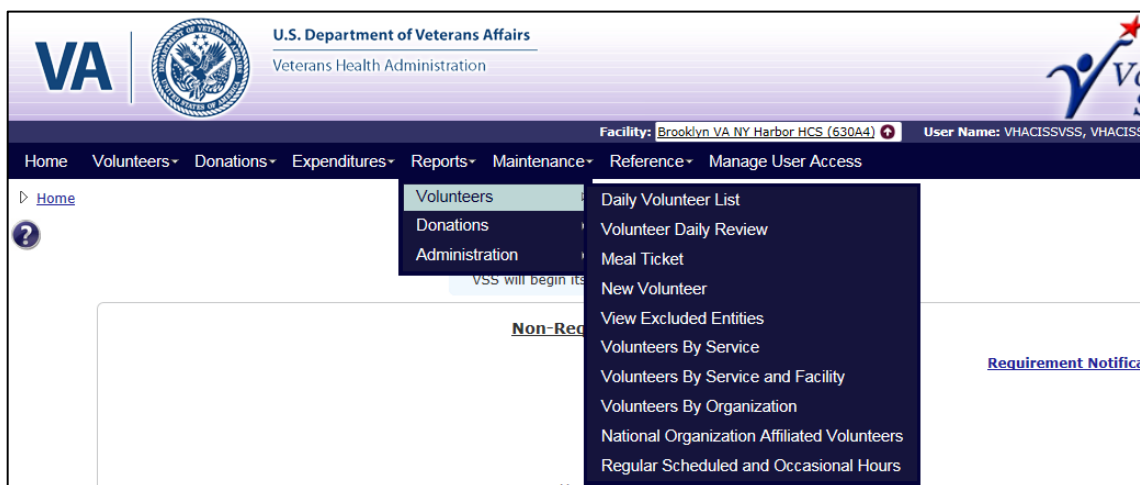 VA
U.S. Department of Veterans Affairs
Veterans Health Administration
Facility: Brooklyn VA NY Harbor HCS (630A4) User Name: VHACISSVSS, VHACISS
Home Volunteers Donations Expenditures Reports Maintenance Reference Manage User Access
Home
Volunteers
Donations
Administration
Daily Volunteer List
Volunteer Daily Review
Meal Ticket
New Volunteer
View Excluded Entities
Volunteers By Service
Volunteers By Service and Facility
Volunteers By Organization
National Organization Affiliated Volunteers
Regular Scheduled and Occasional Hours
VSS will begin its
Non-Req
Requirement Notifica